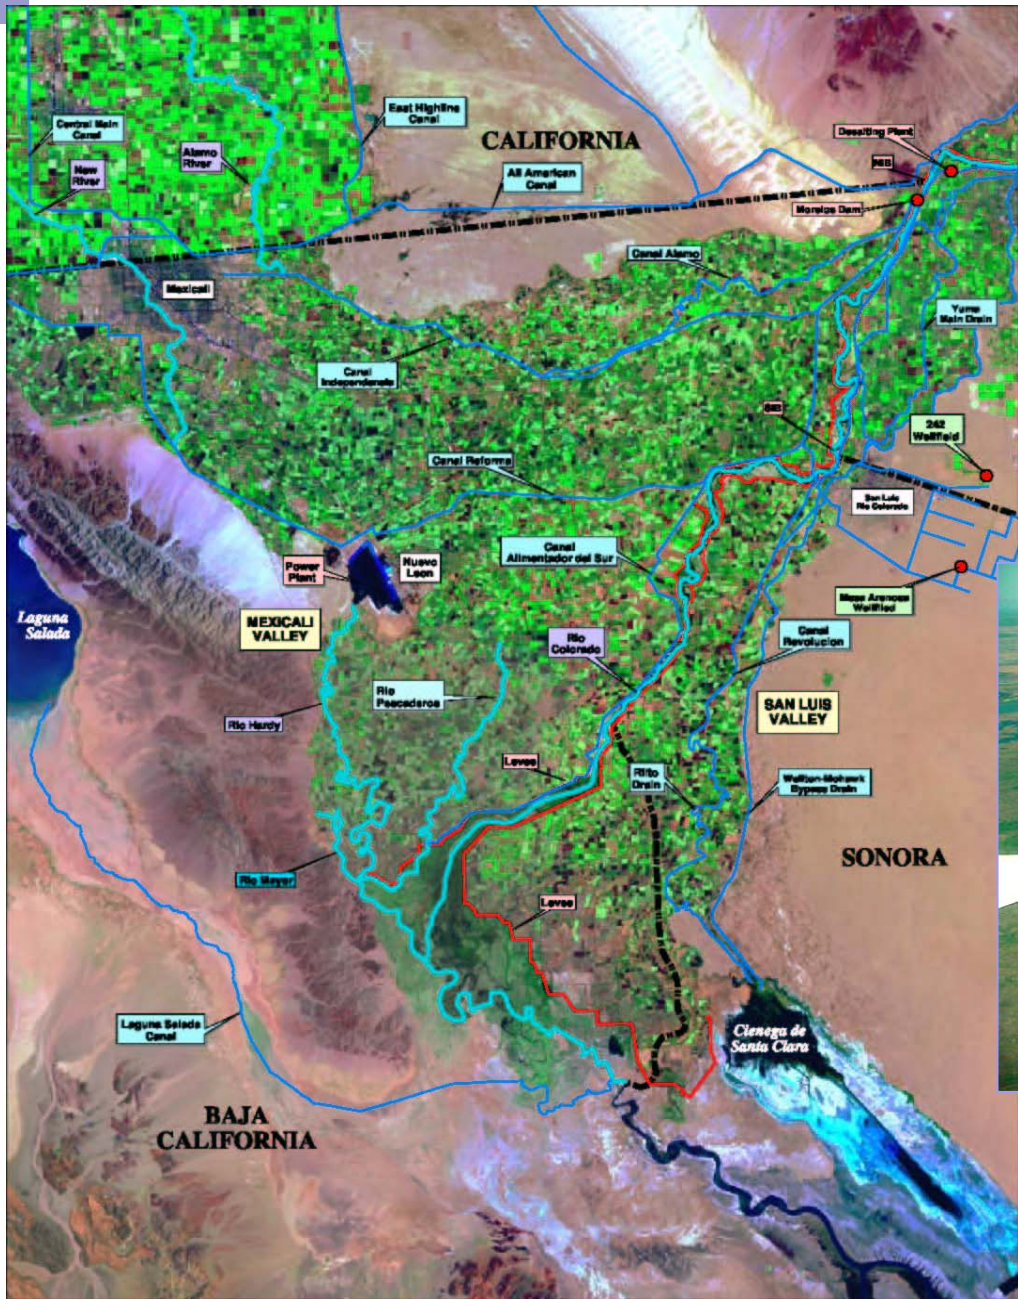 Central Main
Canal
East Highline
Canal
CALIFORNIA
Desalting Plant
New
River
Alamo
River
All American
Canal
NIB
Morelos Dam
Mexicali
Canal Alamo
Yuma
Main Drain
Canal
Independencia
SIB
242
Wellfield
Canal Reforma
San Luis
Rio Colorado
Power
Plant
Nuevo
Leon
Canal
Alimentador del Sur
Mesa Arenosa
Wellfied
Laguna
Salada
MEXICALI
VALLEY
Rio
Colorado
Canal
Revolucion
Rio
Pescaderos
SAN LUIS
VALLEY
Rio Hardy
Levee
Riito
Drain
Wellton-Mohawk
Bypass Drain
SONORA
Rio Mayor
Levee
Laguna Salada
Canal
Cienega de
Santa Clara
BAJA
CALIFORNIA